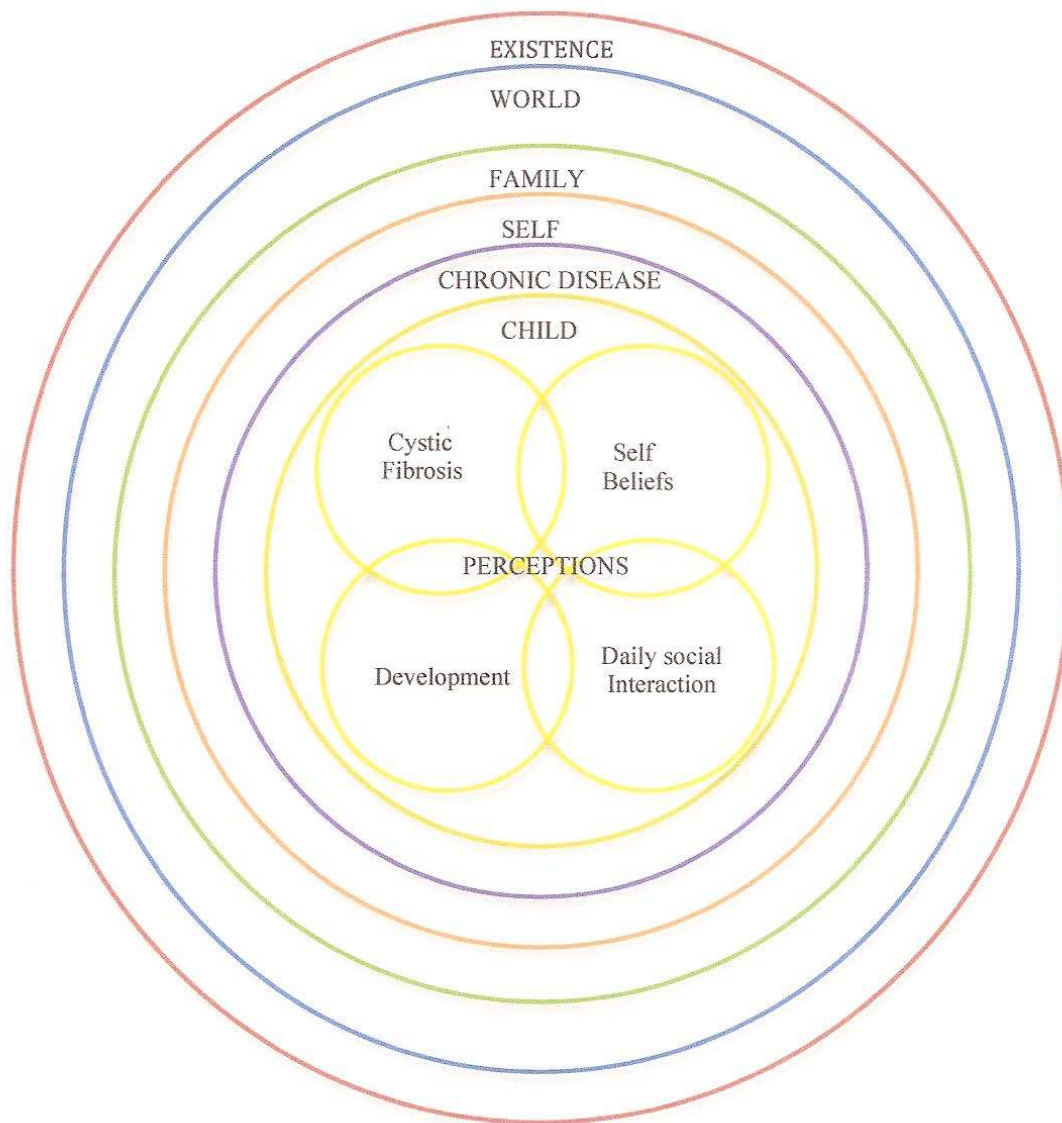 EXISTENCE
WORLD
FAMILY
SELF
CHRONIC DISEASE
CHILD
Cystic
Fibrosis
Self
Beliefs
PERCEPTIONS
Development
Daily social
Interaction